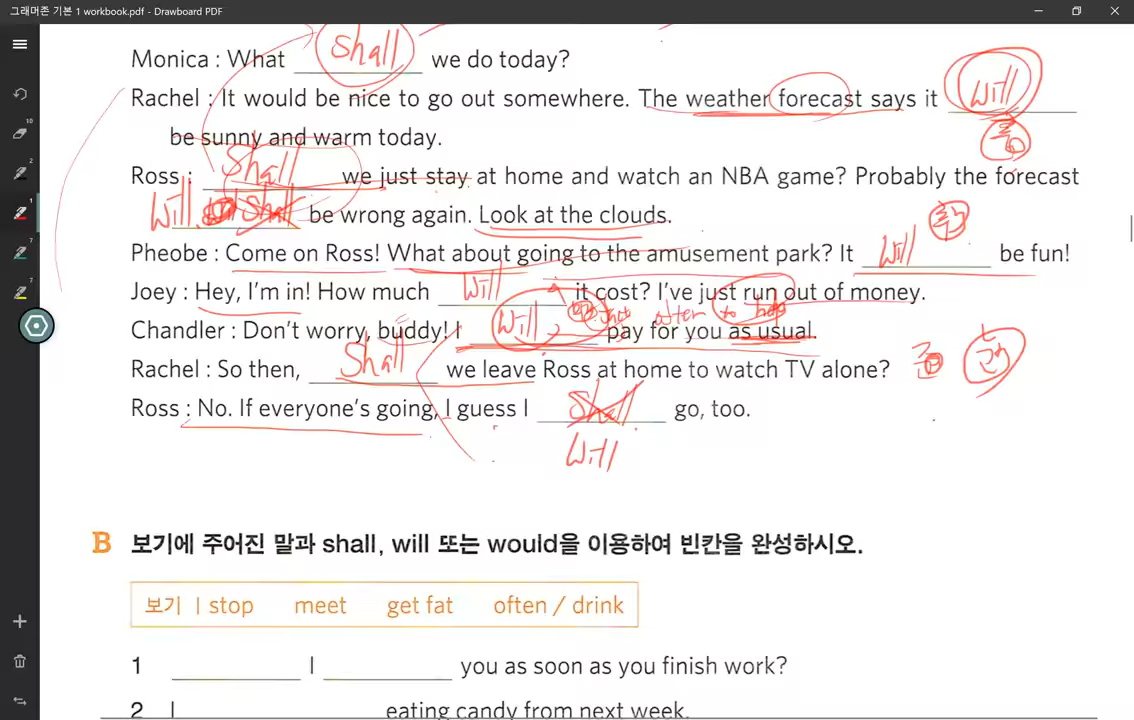 그래머존 기본 1 workbook.pdf - Drawboard PDF
Monica : What Shall we do today?
Rachel : It would be nice to go out somewhere. The weather forecast says it Will
be sunny and warm today.
Ross : Shall we just stay at home and watch an NBA game? Probably the forecast
Will Shall be wrong again. Look at the clouds.
Pheobe : Come on Ross! What about going to the amusement park? It Will be fun!
Joey : Hey, I'm in! How much Will it cost? I've just run out of money.
Chandler : Don't worry, buddy! I Will pay for you as usual.
Rachel : So then, Shall we leave Ross at home to watch TV alone?
Ross : No. If everyone's going, I guess I Shall go, too.
Will
B 보기에 주어진 말과 shall, will 또는 would을 이용하여 빈칸을 완성하시오.
보기 | stop meet get fat often / drink
1 I you as soon as you finish work?
2 I eating candy from next week.